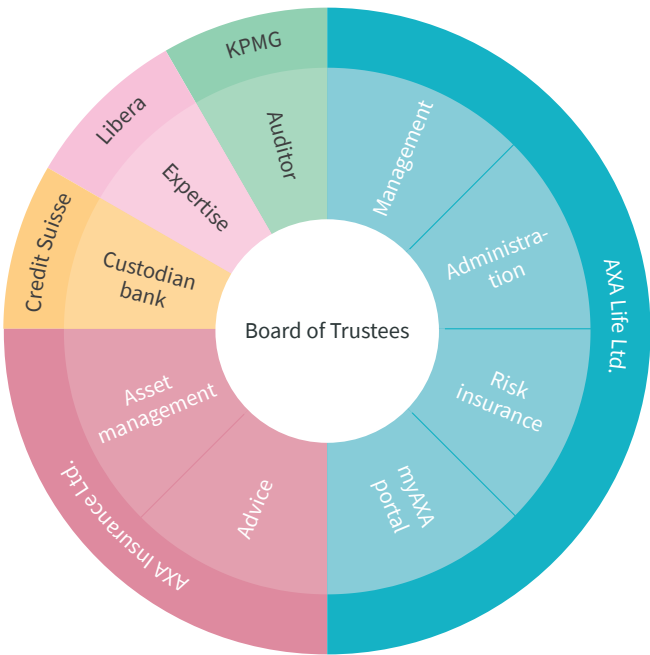 KPMG
Auditor
Libera
Expertise
Credit Suisse
Custodian
bank
Management
Administra-
tion
AXA Life Ltd.
Risk
insurance
myAXA
portal
Board of Trustees
Asset
management
Advice
AXA Insurance Ltd.